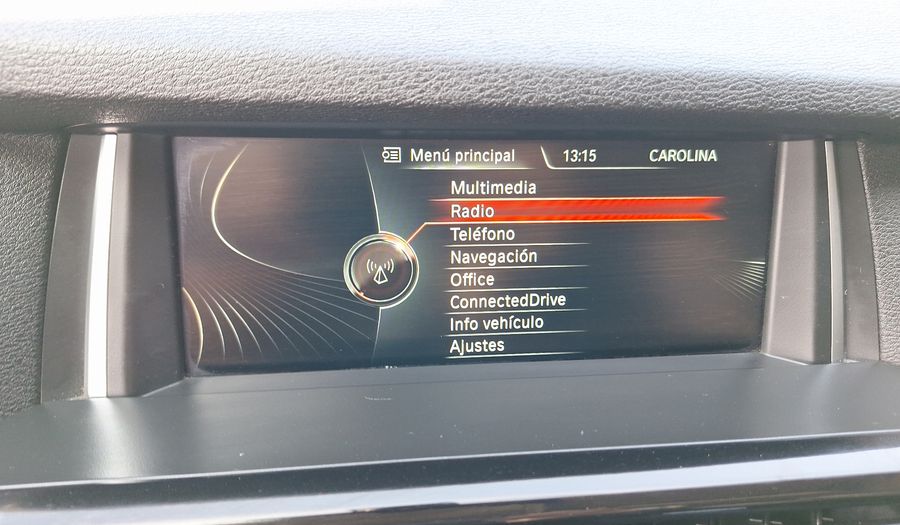 Menú principal 13:15 CAROLINA
Multimedia
Radio
Teléfono
Navegación
Office
ConnectedDrive
Info vehículo
Ajustes